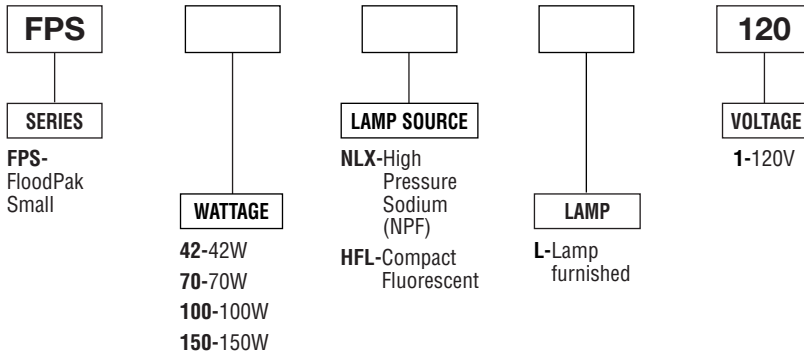 FPS
120
SERIES
LAMP SOURCE
VOLTAGE
FPS-
FloodPak
Small
NLX-High
Pressure
Sodium
(NPF)
HFL-Compact
Fluorescent
1-120V
WATTAGE
LAMP
42-42W
70-70W
100-100W
150-150W
L-Lamp
furnished